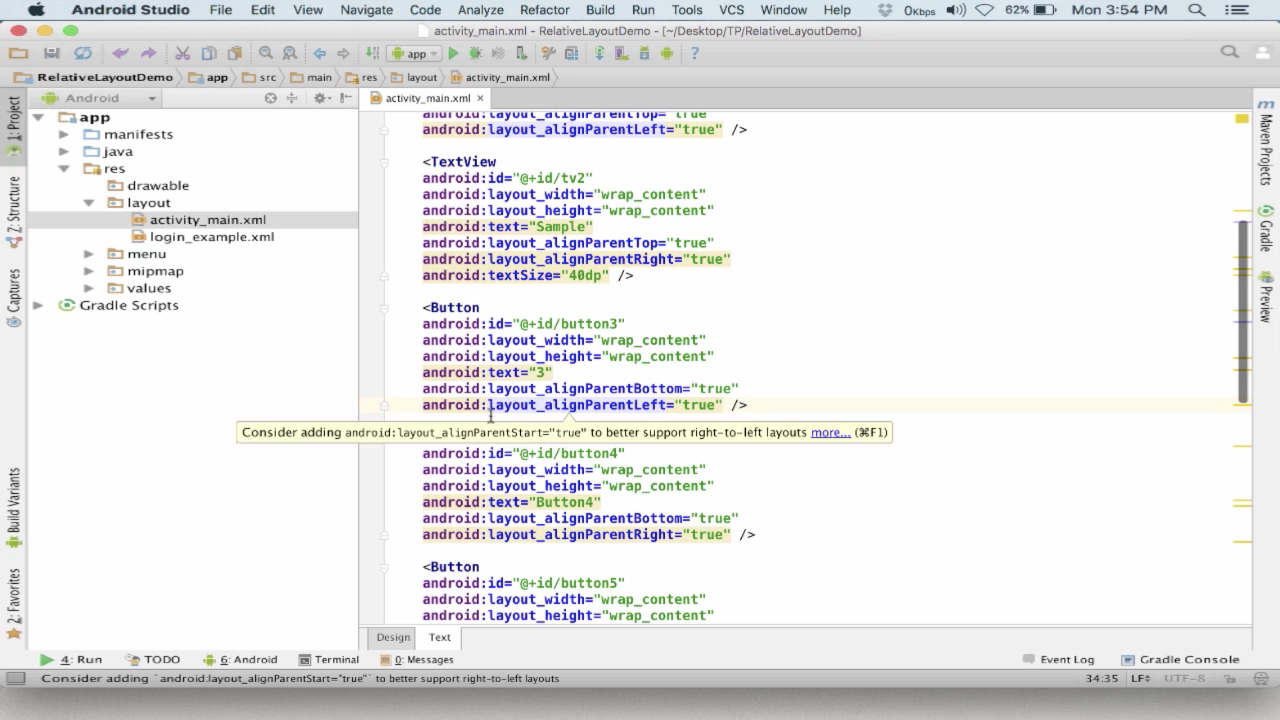 Android Studio File Edit View Navigate Code Analyze Refactor Build Run Tools VCS Window Help 0Kbps 62% Mon 3:54 PM
activity_main.xml - RelativeLayoutDemo - [~/Desktop/TP/RelativeLayoutDemo]
app
RelativeLayoutDemo app src main res layout activity_main.xml
1: Project
Z: Structure
Captures
Build Variants
2: Favorites
Android
app
manifests
java
res
drawable
layout
activity_main.xml
login_example.xml
menu
mipmap
values
Gradle Scripts
activity_main.xml
android:layout_alignParentTop="true"
android:layout_alignParentLeft="true" />
<TextView
android:id="@+id/tv2"
android:layout_width="wrap_content"
android:layout_height="wrap_content"
android:text="Sample"
android:layout_alignParentTop="true"
android:layout_alignParentRight="true"
android:textSize="40dp" />
<Button
android:id="@+id/button3"
android:layout_width="wrap_content"
android:layout_height="wrap_content"
android:text="3"
android:layout_alignParentBottom="true"
android:layout_alignParentLeft="true" />
Consider adding android:layout_alignParentStart="true" to better support right-to-left layouts more... (⌘F1)
android:id="@+id/button4"
android:layout_width="wrap_content"
android:layout_height="wrap_content"
android:text="Button4"
android:layout_alignParentBottom="true"
android:layout_alignParentRight="true" />
<Button
android:id="@+id/button5"
android:layout_width="wrap_content"
android:layout_height="wrap_content"
m
Maven Projects
Gradle
Preview
Design Text
4: Run TODO 6: Android Terminal 0: Messages Event Log Gradle Console
Consider adding `android:layout_alignParentStart="true"` to better support right-to-left layouts 34:35 LF UTF-8